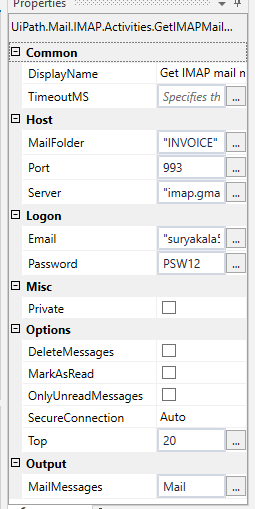 Properties
UiPath.Mail.IMAP.Activities.GetIMAPMail...
Common
DisplayName Get IMAP mail m
TimeoutMS Specifies th ...
Host
MailFolder "INVOICE" ...
Port 993 ...
Server "imap.gma ...
Logon
Email "suryakala5 ...
Password PSW12 ...
Misc
Private
Options
DeleteMessages
MarkAsRead
OnlyUnreadMessages
SecureConnection Auto
Top 20 ...
Output
MailMessages Mail ...